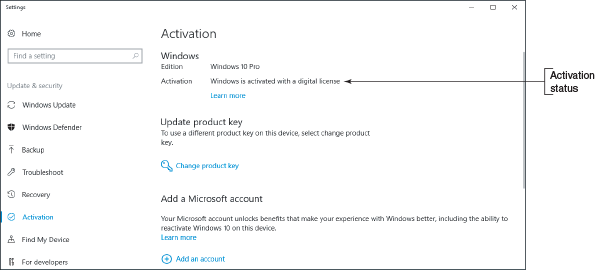 Settings
Home
Find a setting
Update & security
Windows Update
Windows Defender
Backup
Troubleshoot
Recovery
Activation
Find My Device
For developers
Activation
Windows
Edition Windows 10 Pro
Activation Windows is activated with a digital license
Learn more
Update product key
To use a different product key on this device, select change product
key.
Change product key
Add a Microsoft account
Your Microsoft account unlocks benefits that make your experience with Windows better, including the ability to
reactivate Windows 10 on this device.
Learn more
Add an account
Activation
status